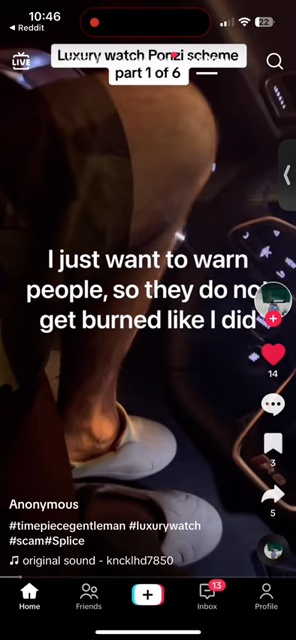 10:46
22
◀ Reddit
LIVE
Luxury watch Ponzi scheme
part 1 of 6
I just want to warn
people, so they do not
get burned like I did
14
3
5
Anonymous
#timepiecegentleman #luxurywatch
#scam#Splice
original sound - kncklhd7850
13
Home
Friends
Inbox
Profile